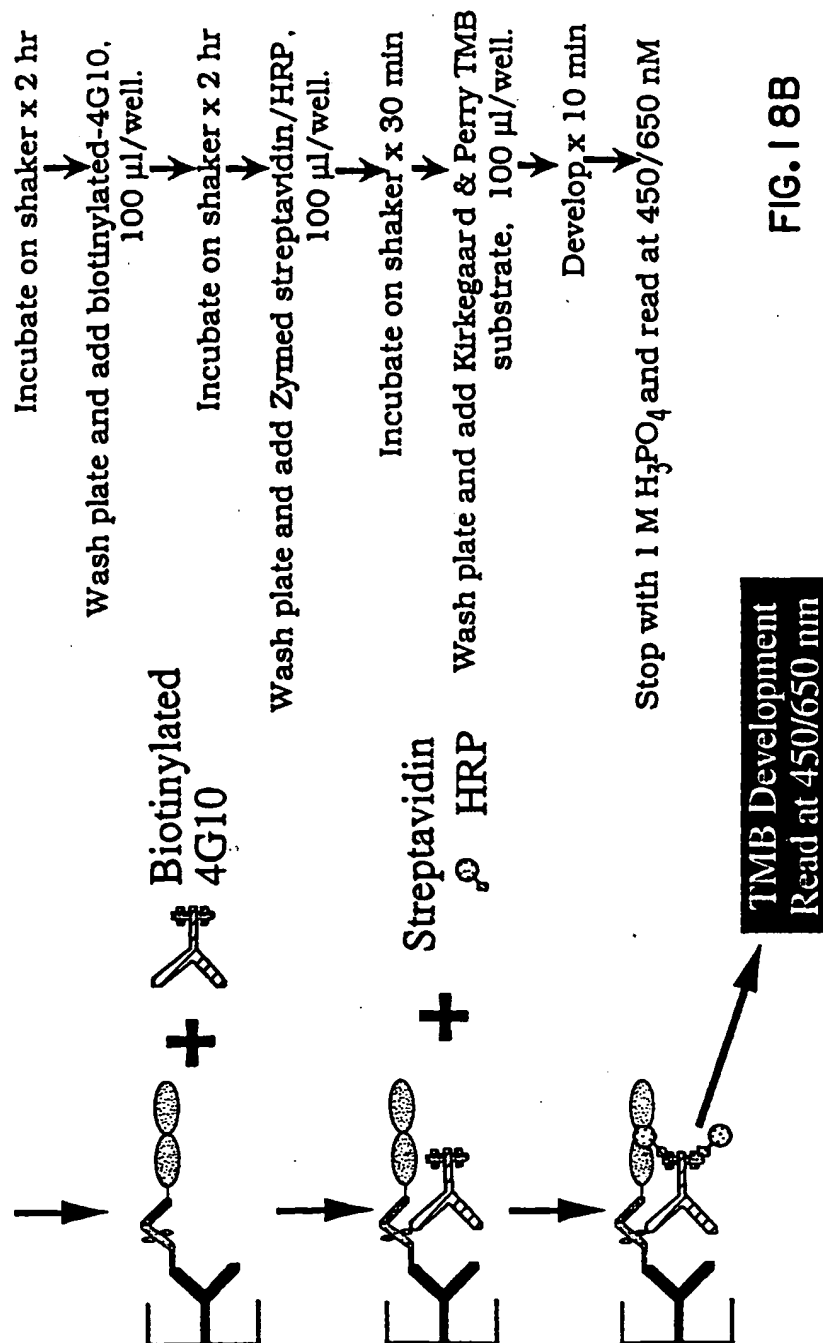 Incubate on shaker x 2 hr
Wash plate and add biotinylated-4G10,
100 µl/well.
Incubate on shaker x 2 hr
Wash plate and add Zymed streptavidin/HRP,
100 µl/well.
Incubate on shaker x 30 min
Wash plate and add Kirkegaard & Perry TMB
substrate, 100 µl/well.
Develop x 10 min
Stop with 1 M H₃PO₄ and read at 450/650 nM
Biotinylated
4G10
Streptavidin
HRP
TMB Development
Read at 450/650 nm
FIG. 18B